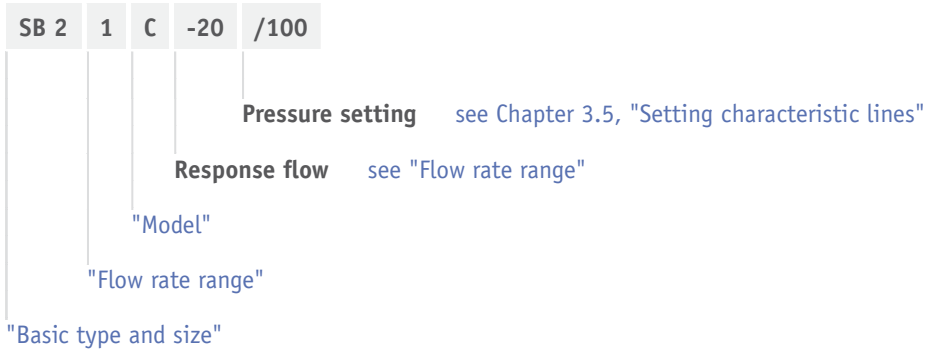 SB 2 1 C -20 /100
Pressure setting see Chapter 3.5, "Setting characteristic lines"
Response flow see "Flow rate range"
"Model"
"Flow rate range"
"Basic type and size"